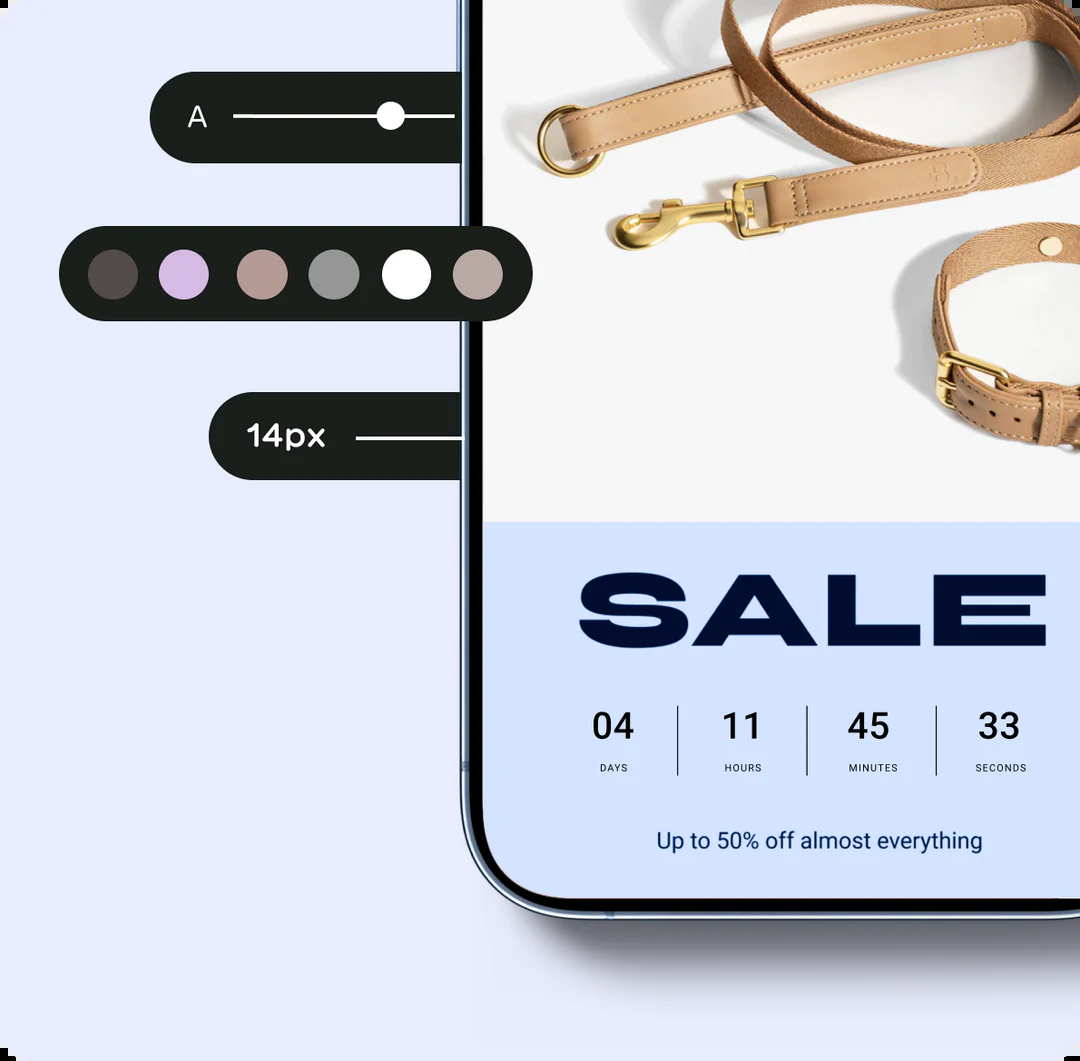 A
14px
SALE
04 11 45 33
DAYS HOURS MINUTES SECONDS
Up to 50% off almost everything